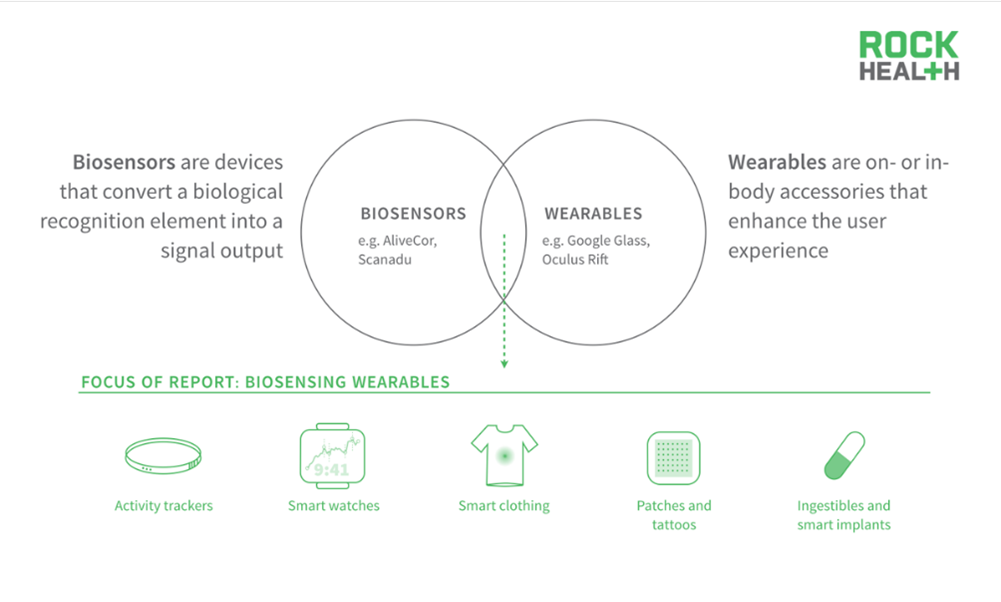 ROCK
HEALTH
Biosensors are devices
that convert a biological
recognition element into a
signal output
BIOSENSORS
e.g. AliveCor,
Scanadu
WEARABLES
e.g. Google Glass,
Oculus Rift
Wearables are on- or in-
body accessories that
enhance the user
experience
FOCUS OF REPORT: BIOSENSING WEARABLES
9:41
Activity trackers
Smart watches
Smart clothing
Patches and
tattoos
Ingestibles and
smart implants